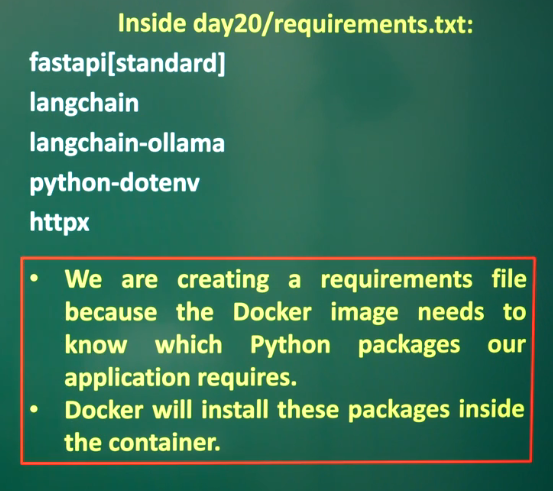 Inside day20/requirements.txt:
fastapi[standard]
langchain
langchain-ollama
python-dotenv
httpx
• We are creating a requirements file
because the Docker image needs to
know which Python packages our
application requires.
• Docker will install these packages inside
the container.